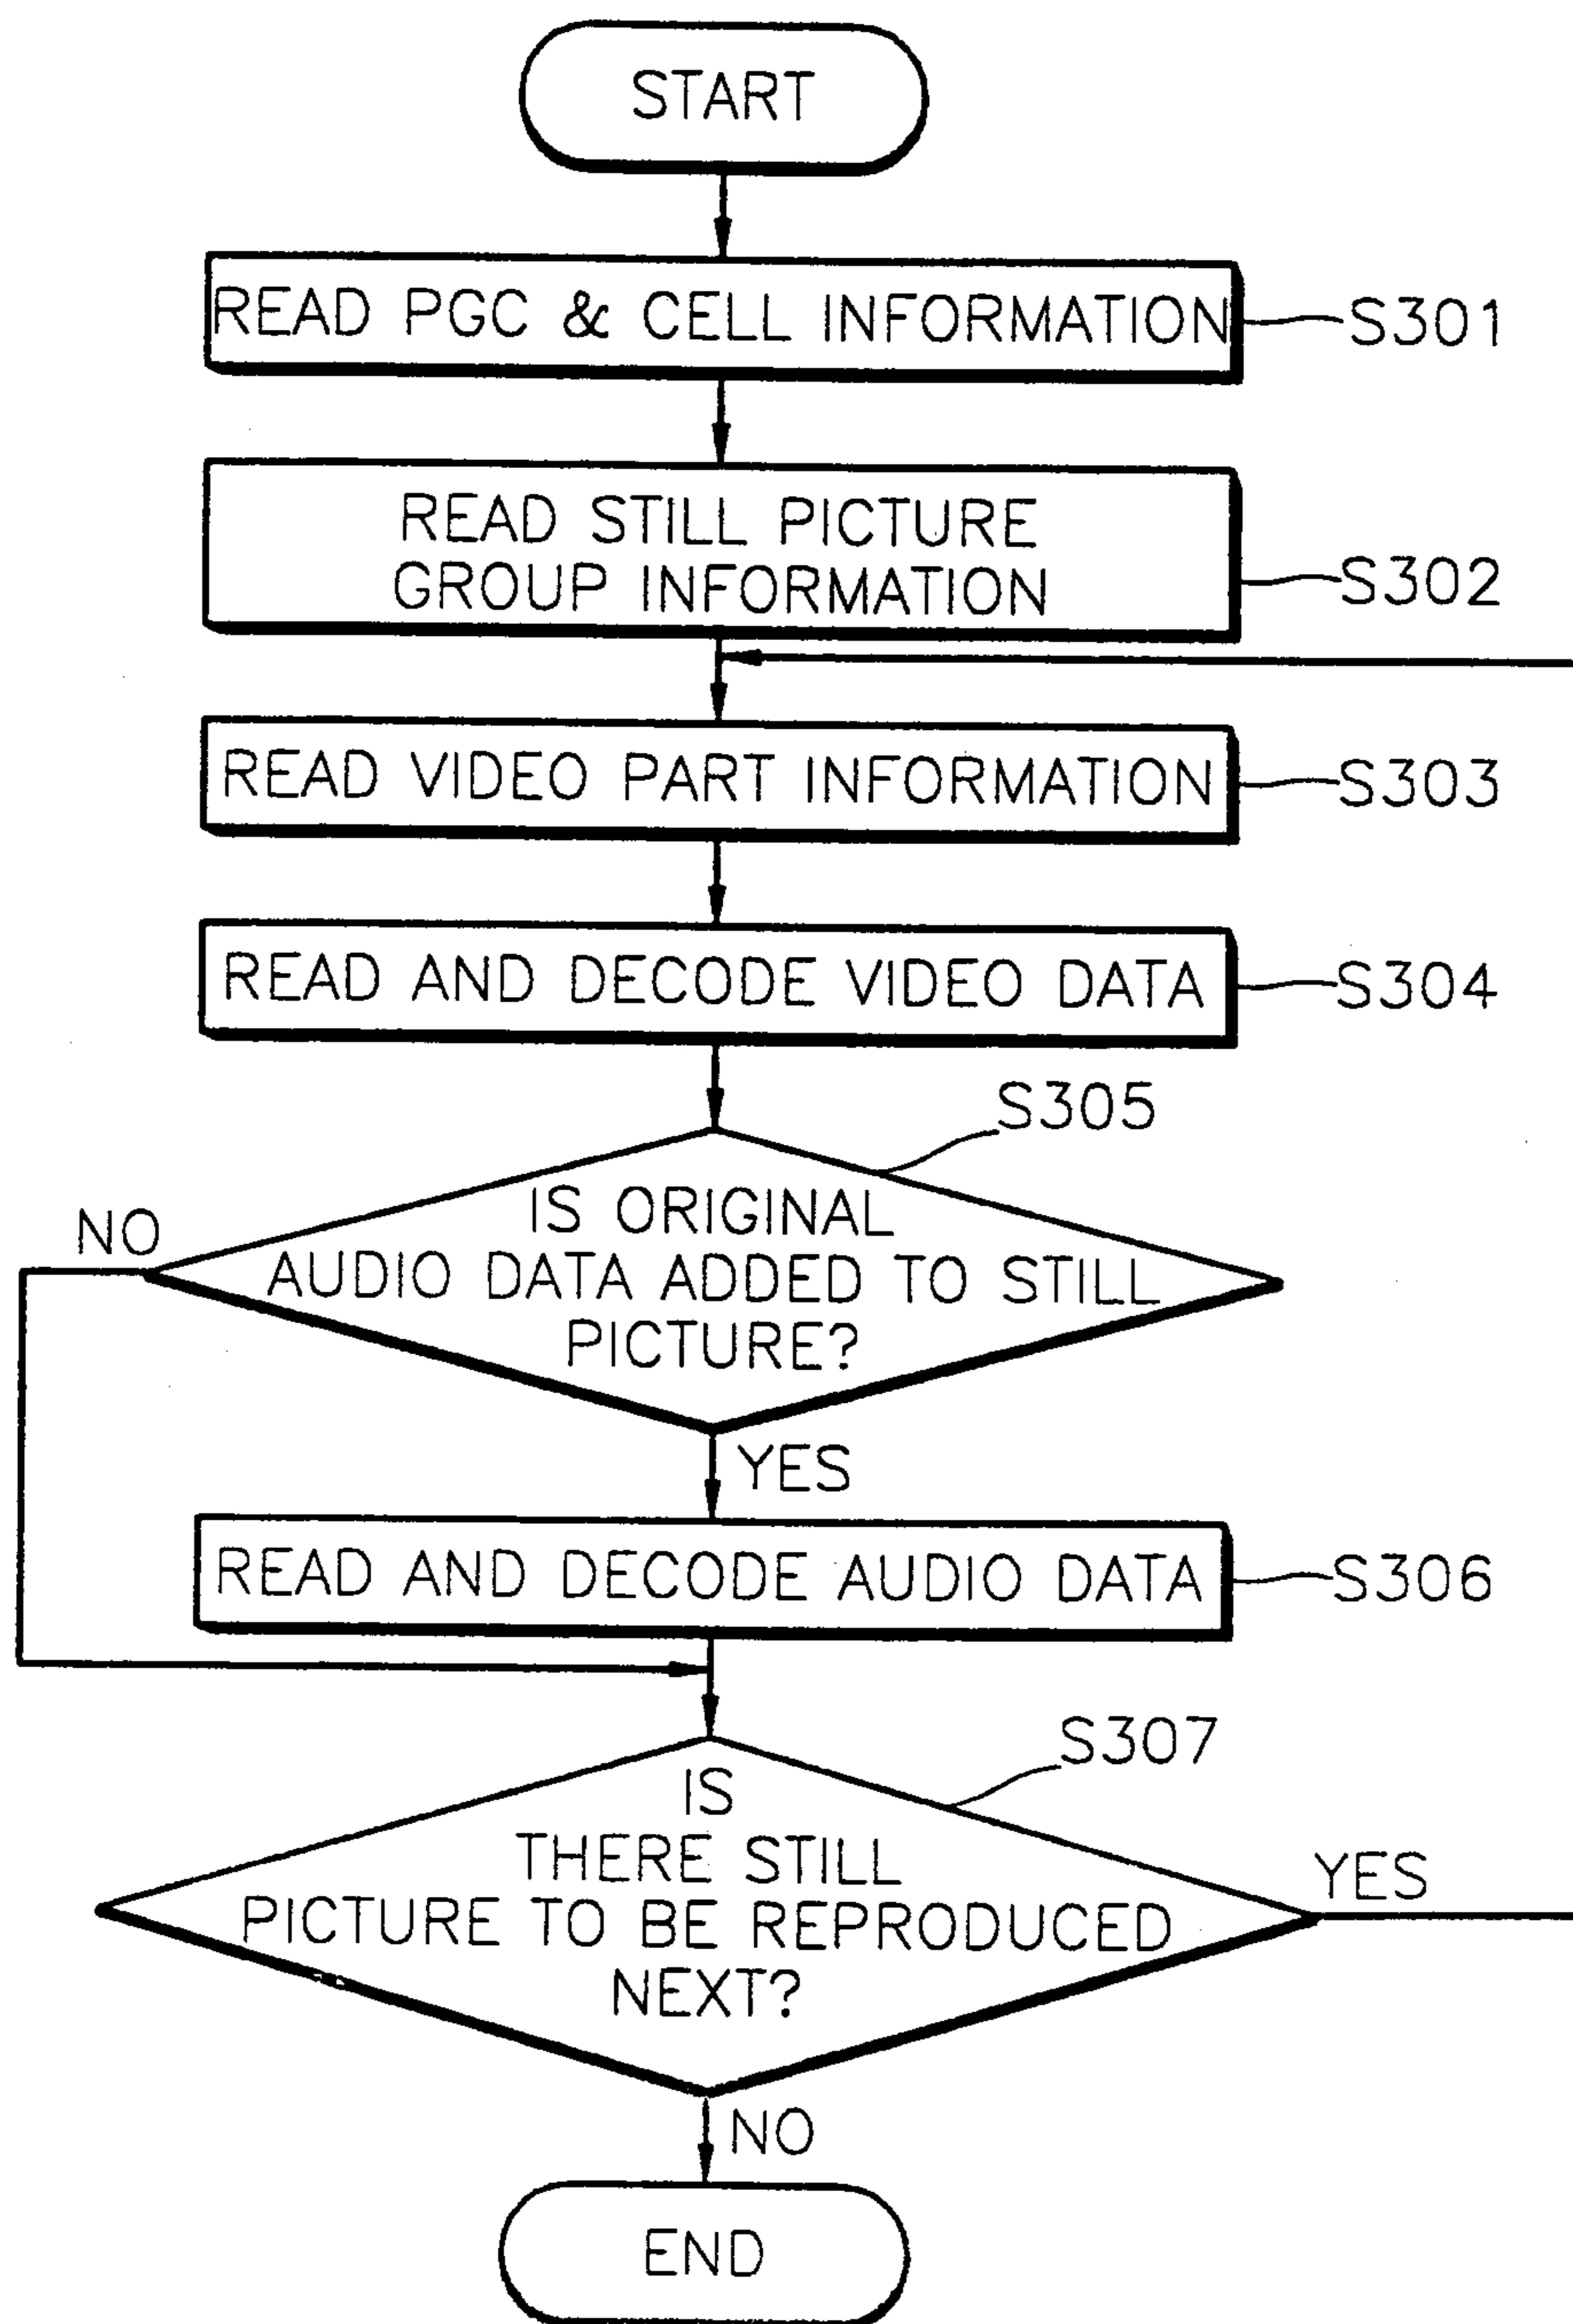 START
READ PGC & CELL INFORMATION
S301
READ STILL PICTURE
GROUP INFORMATION
S302
READ VIDEO PART INFORMATION
S303
READ AND DECODE VIDEO DATA
S304
S305
IS ORIGINAL
AUDIO DATA ADDED TO STILL
PICTURE?
NO
YES
READ AND DECODE AUDIO DATA
S306
S307
IS
THERE STILL
PICTURE TO BE REPRODUCED
NEXT?
YES
NO
END